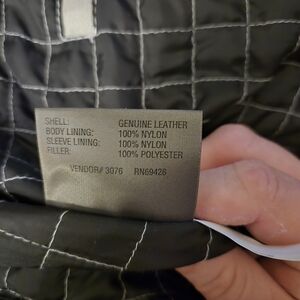 SHELL: GENUINE LEATHER
BODY LINING: 100% NYLON
SLEEVE LINING: 100% NYLON
FILLER: 100% POLYESTER
VENDOR# 3076 RN69426